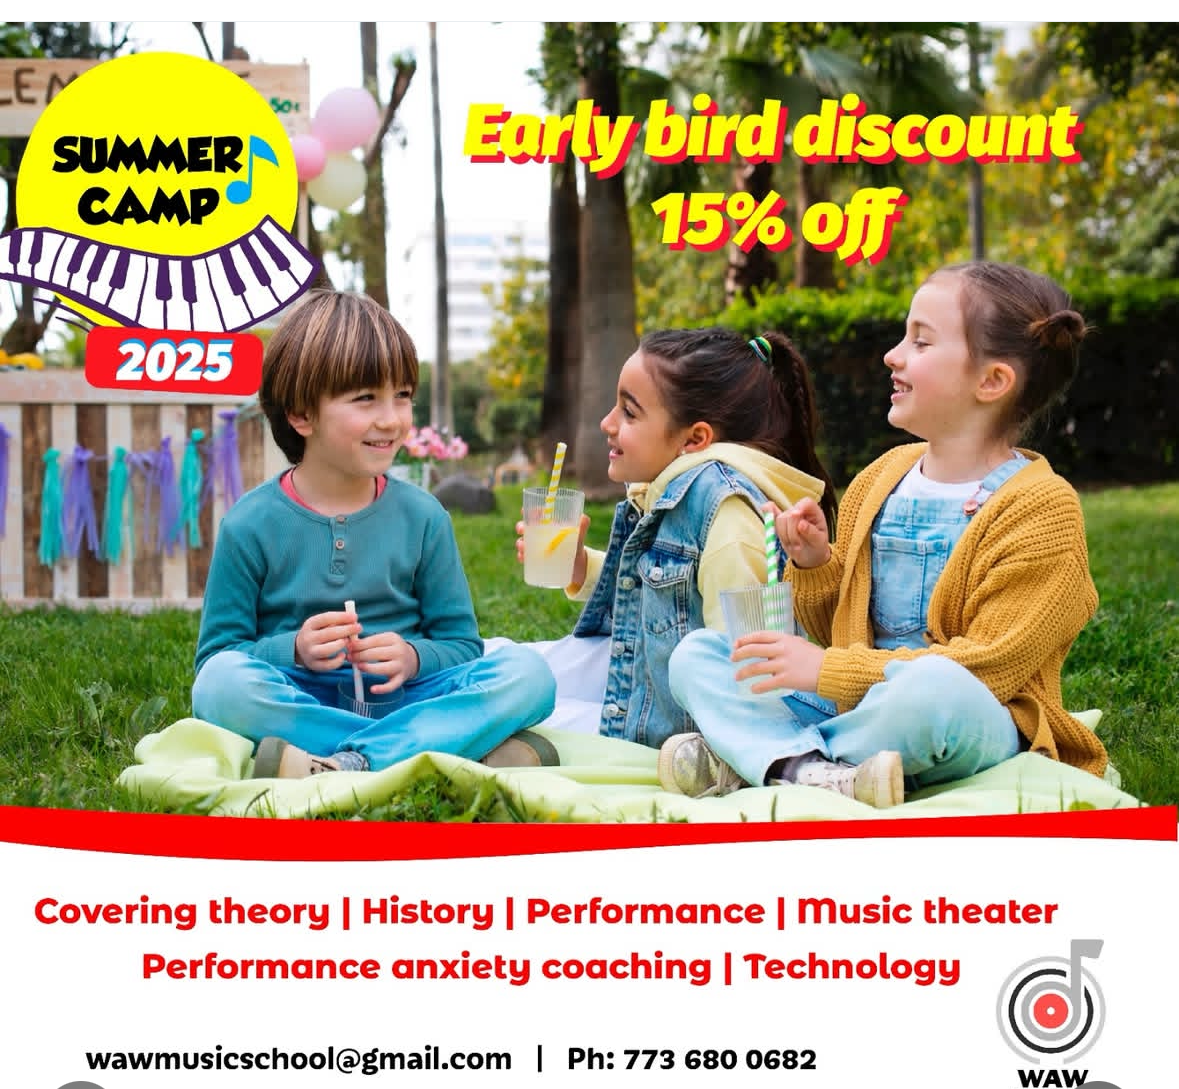 SUMMER
CAMP
2025
Early bird discount
15% off
50¢
Covering theory | History | Performance | Music theater
Performance anxiety coaching | Technology
wawmusicschool@gmail.com | Ph: 773 680 0682
WAW